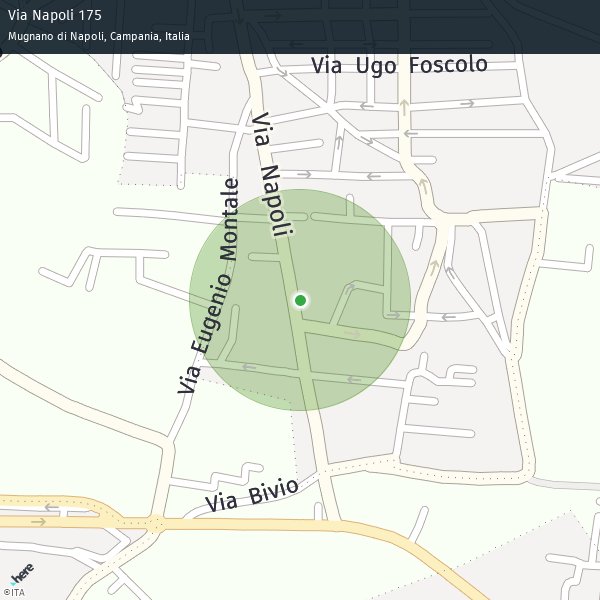 Via Napoli 175
Mugnano di Napoli, Campania, Italia
Via Ugo Foscolo
Via Napoli
Via Eugenio Montale
Via Bivio
here
©ITA